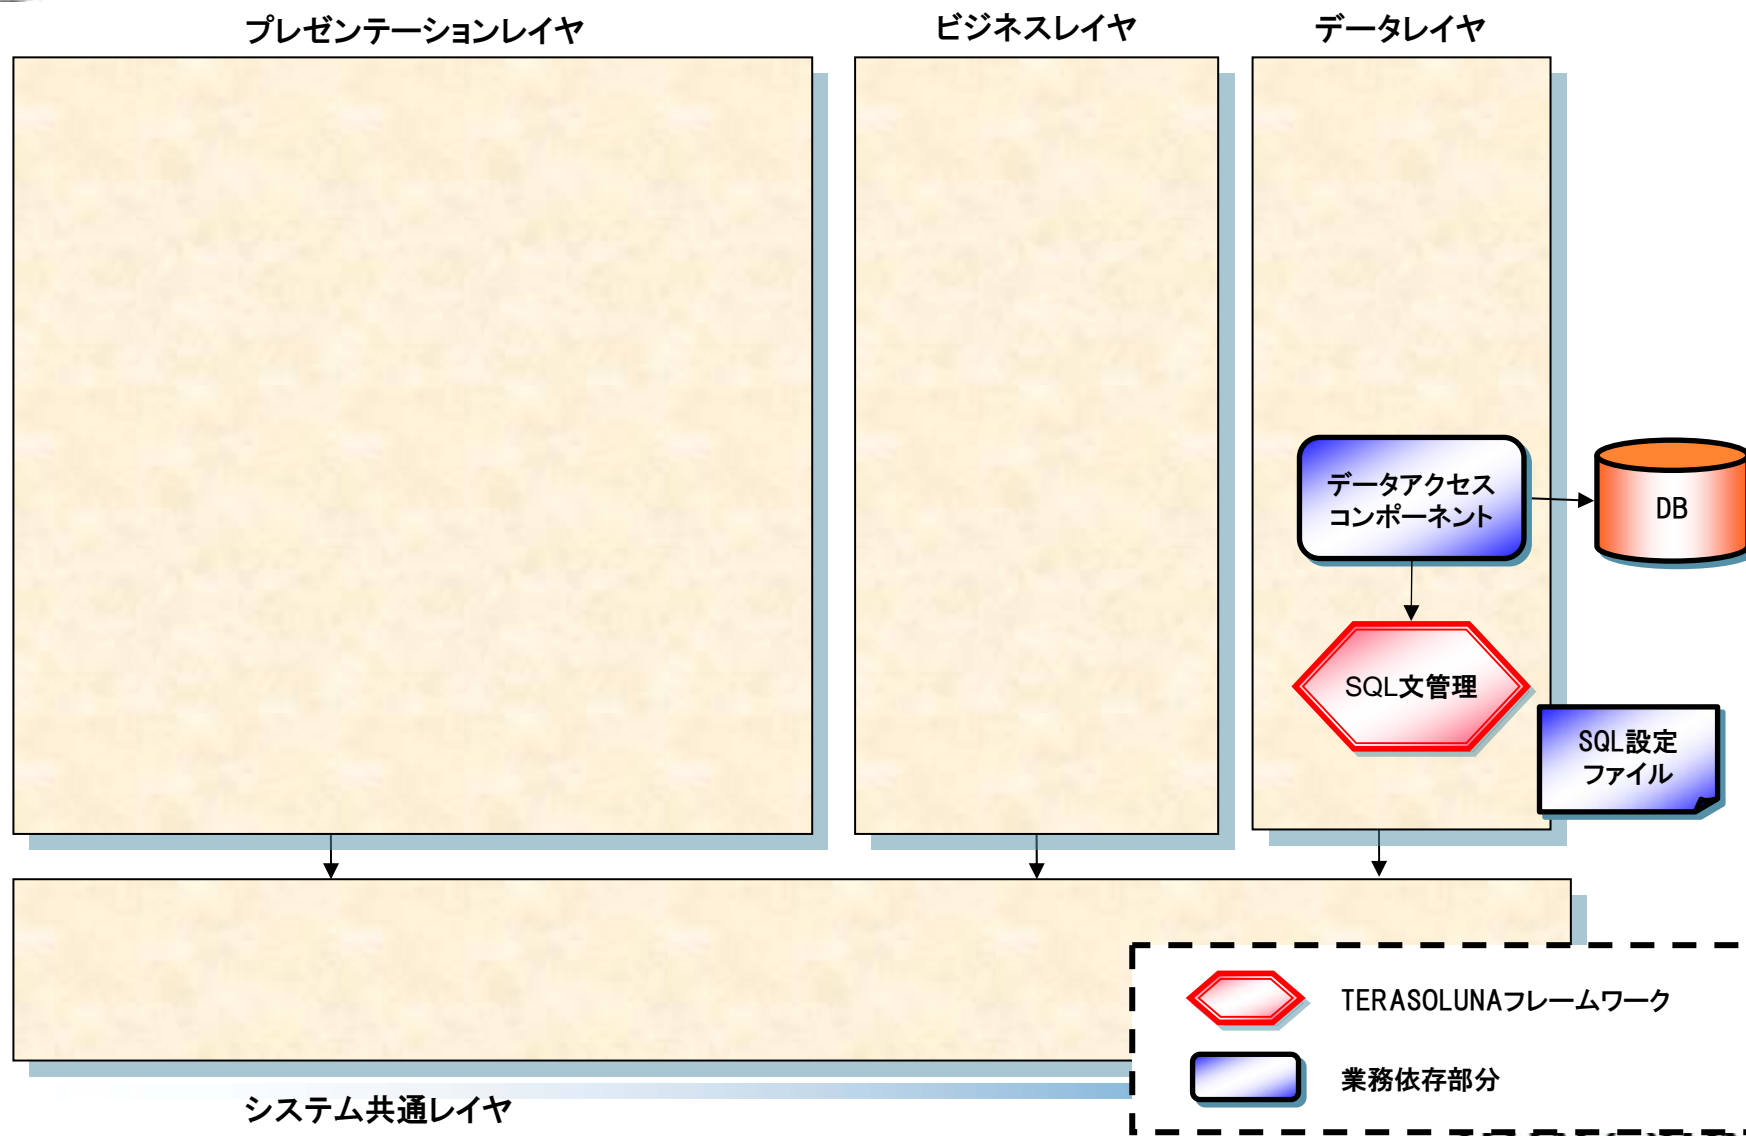 プレゼンテーションレイヤ
ビジネスレイヤ
データレイヤ
データアクセス
コンポーネント
DB
SQL文管理
SQL設定
ファイル
TERASOLUNAフレームワーク
業務依存部分
システム共通レイヤ